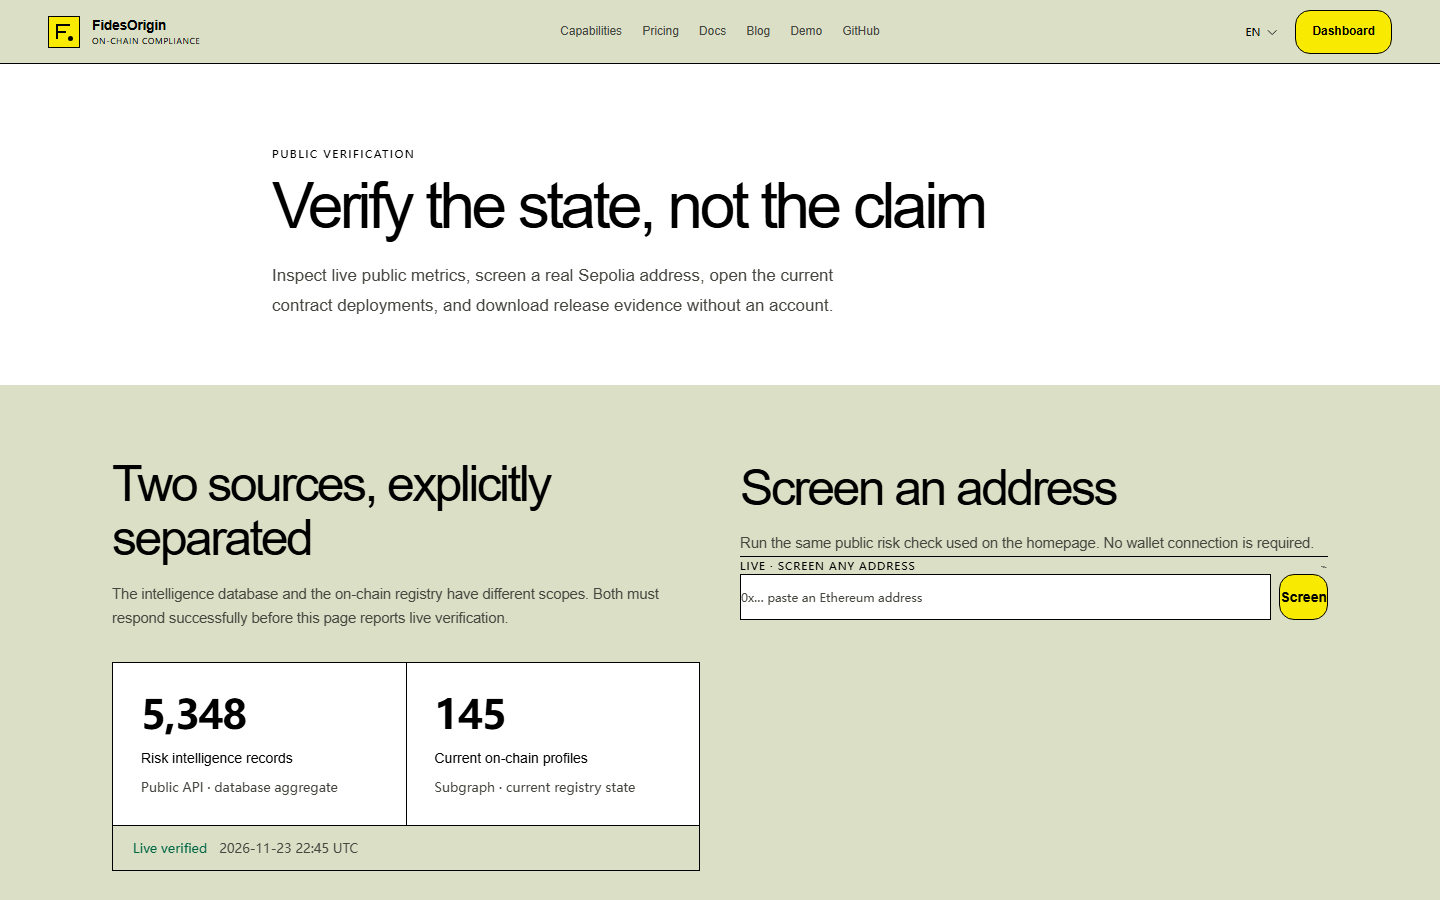 FidesOrigin
ON-CHAIN COMPLIANCE
Capabilities
Pricing
Docs
Blog
Demo
GitHub
EN
Dashboard
PUBLIC VERIFICATION
Verify the state, not the claim
Inspect live public metrics, screen a real Sepolia address, open the current
contract deployments, and download release evidence without an account.
Two sources, explicitly
separated
The intelligence database and the on-chain registry have different scopes. Both must
respond successfully before this page reports live verification.
5,348
Risk intelligence records
Public API · database aggregate
145
Current on-chain profiles
Subgraph · current registry state
Live verified 2026-11-23 22:45 UTC
Screen an address
Run the same public risk check used on the homepage. No wallet connection is required.
LIVE · SCREEN ANY ADDRESS
0x... paste an Ethereum address
Screen